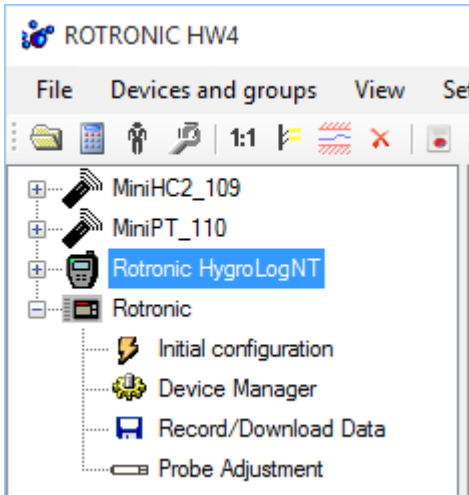 ROTRONIC HW4
File Devices and groups View Set
1:1
MiniHC2_109
MiniPT_110
Rotronic HygroLogNT
Rotronic
Initial configuration
Device Manager
Record/Download Data
Probe Adjustment